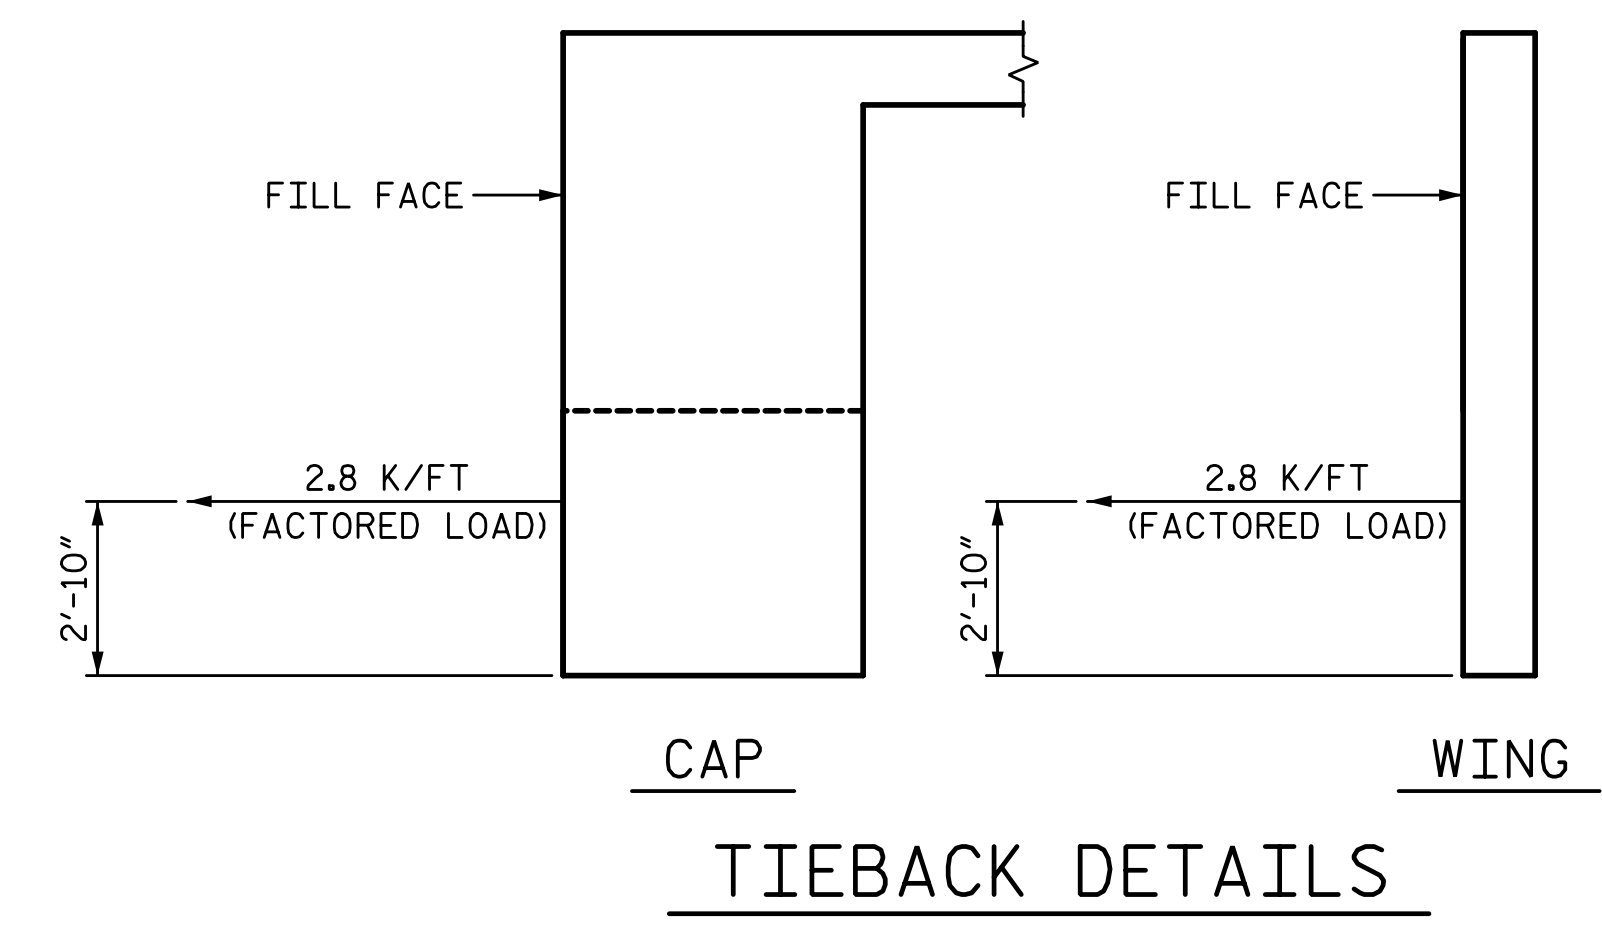 FILL FACE
2.8 K/FT
(FACTORED LOAD)
2'-10"
CAP
FILL FACE
2.8 K/FT
(FACTORED LOAD)
2'-10"
WING
TIEBACK DETAILS